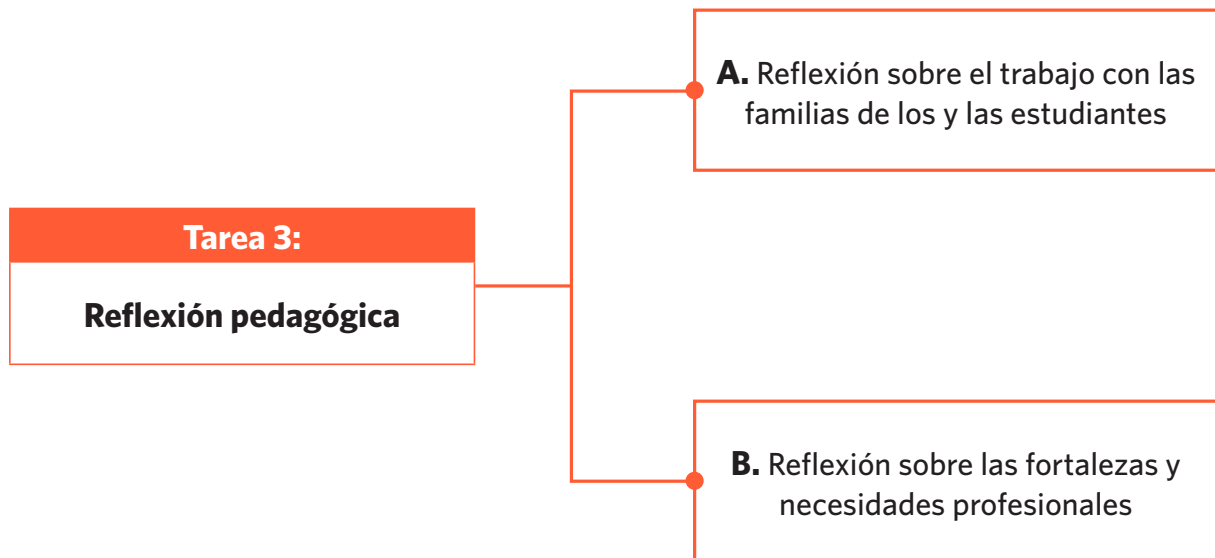 A. Reflexión sobre el trabajo con las
familias de los y las estudiantes
Tarea 3:
Reflexión pedagógica
B. Reflexión sobre las fortalezas y
necesidades profesionales